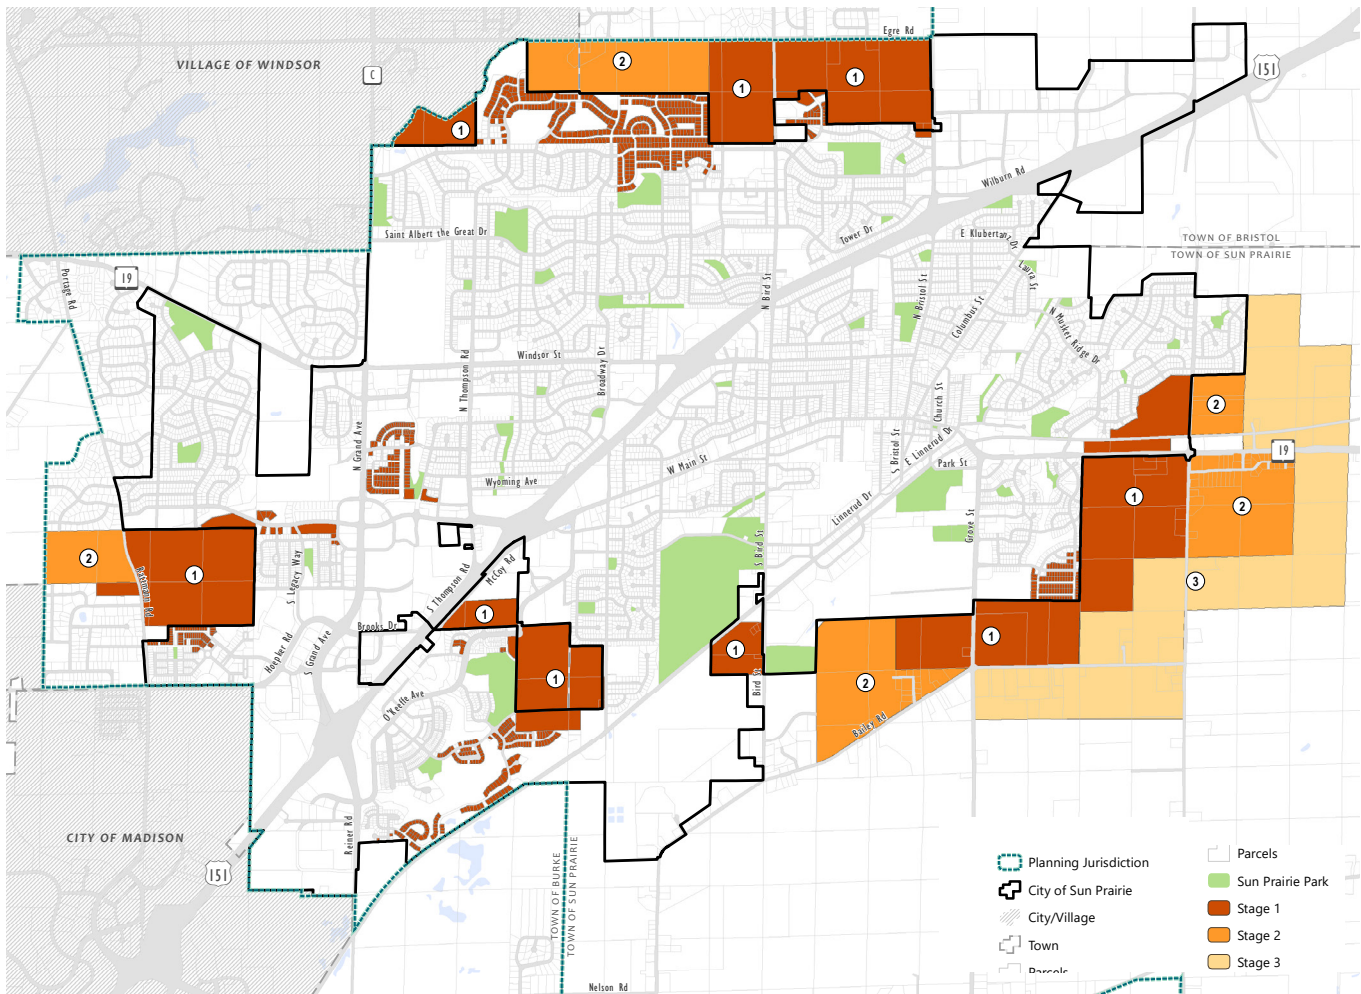 Egre Rd
VILLAGE OF WINDSOR
C
2
1
1
151
1
Wilburn Rd
Saint Albert the Great Dr
Tower Dr
E Klubertanz Dr
TOWN OF BRISTOL
TOWN OF SUN PRAIRIE
Portage Rd
19
Laura St
N Bird St
N Bristol St
Columbus St
N Musket Ridge Dr
Windsor St
Broadway Dr
N Thompson Rd
Church St
2
N Grand Ave
S Bristol St
E Linnerud Dr
W Main St
Park St
19
Wyoming Ave
1
2
Linnerud Dr
Grove St
S Bird St
2
1
S Legacy Way
S Thompson Rd
McCoy Rd
3
1
Brooks Dr
Hoepker Rd
S Grand Ave
1
1
1
2
Bird St
O'Keeffe Ave
Bailey Rd
CITY OF MADISON
Reiner Rd
151
TOWN OF BURKE
TOWN OF SUN PRAIRIE
Nelson Rd
Planning Jurisdiction
City of Sun Prairie
City/Village
Town
Parcels
Parcels
Sun Prairie Park
Stage 1
Stage 2
Stage 3